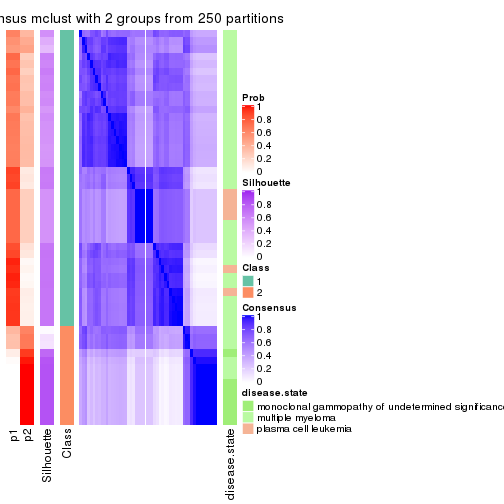 nsus mclust with 2 groups from 250 partitions
Prob
1
0.8
0.6
0.4
0.2
0
Silhouette
1
0.8
0.6
0.4
0.2
0
Class
1
2
Consensus
1
0.8
0.6
0.4
0.2
0
disease.state
monoclonal gammopathy of undetermined significance
multiple myeloma
plasma cell leukemia
p1
p2
Silhouette
Class
disease.state